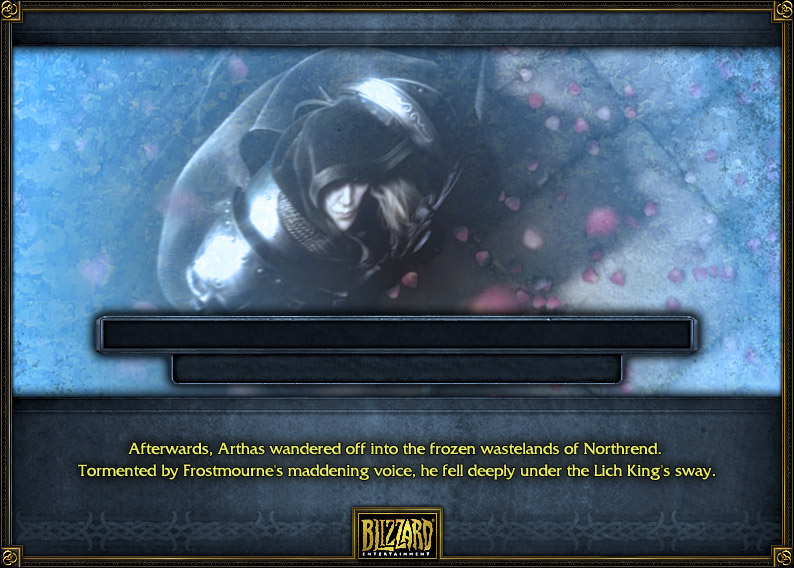 Afterwards, Arthas wandered off into the frozen wastelands of Northrend.
Tormented by Frostmourne's maddening voice, he fell deeply under the Lich King's sway.
BLIZZARD
ENTERTAINMENT